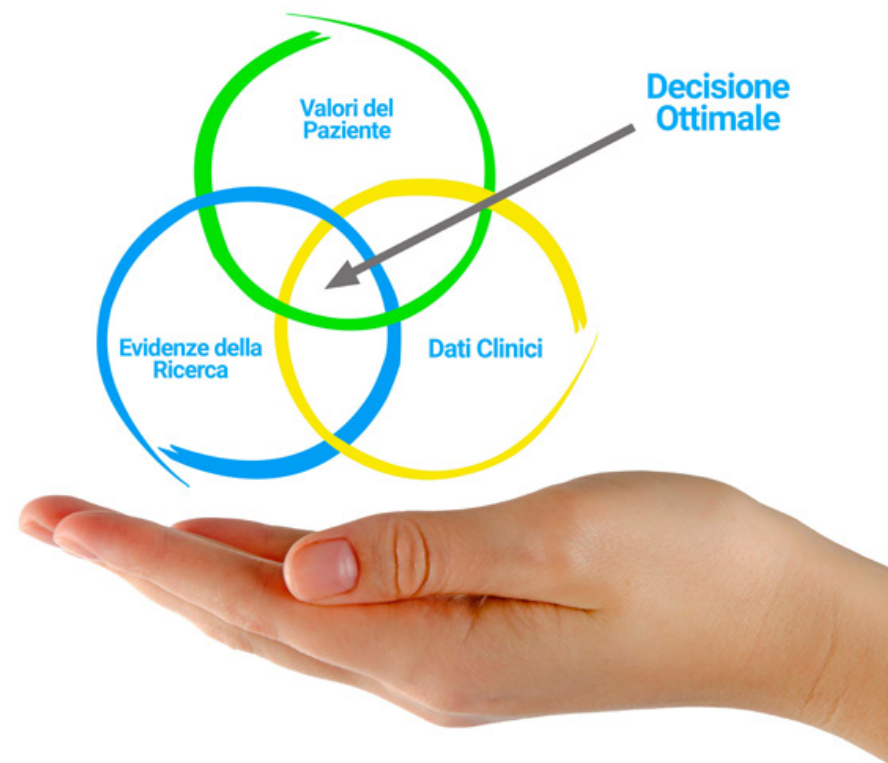 Valori del
Paziente
Decisione
Ottimale
Evidenze della
Ricerca
Dati Clinici